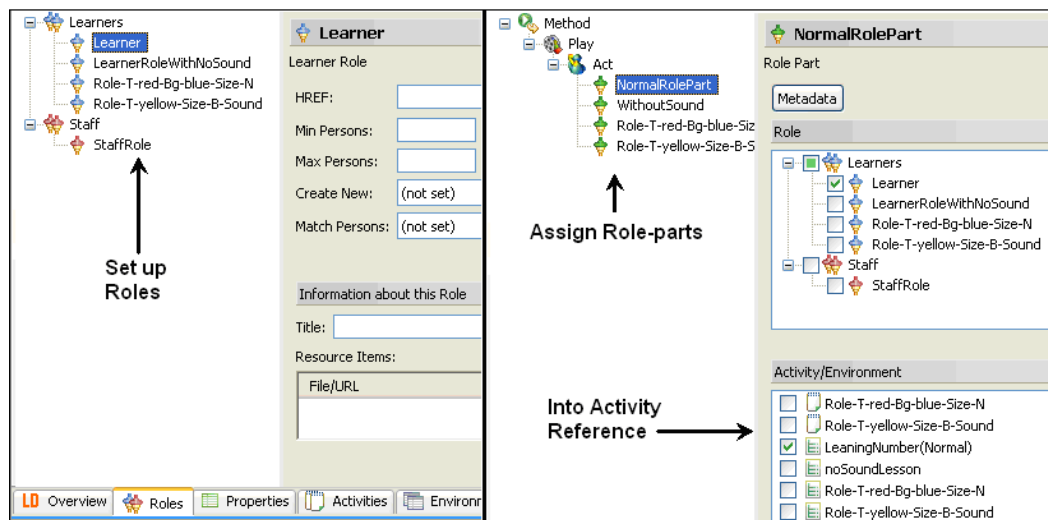 Learners
Learner
LearnerRoleWithNoSound
Role-T-red-Bg-blue-Size-N
Role-T-yellow-Size-B-Sound
Staff
StaffRole
Set up
Roles
Learner
Learner Role
HREF:
Min Persons:
Max Persons:
Create New: (not set)
Match Persons: (not set)
Information about this Role
Title:
Resource Items:
File/URL
LD Overview Roles Properties Activities Environm
Method
Play
Act
NormalRolePart
WithoutSound
Role-T-red-Bg-blue-Siz
Role-T-yellow-Size-B-S
Assign Role-parts
Into Activity
Reference
NormalRolePart
Role Part
Metadata
Role
Learners
Learner
LearnerRoleWithNoSound
Role-T-red-Bg-blue-Size-N
Role-T-yellow-Size-B-Sound
Staff
StaffRole
Activity/Environment
Role-T-red-Bg-blue-Size-N
Role-T-yellow-Size-B-Sound
LeaningNumber(Normal)
noSoundLesson
Role-T-red-Bg-blue-Size-N
Role-T-yellow-Size-B-Sound